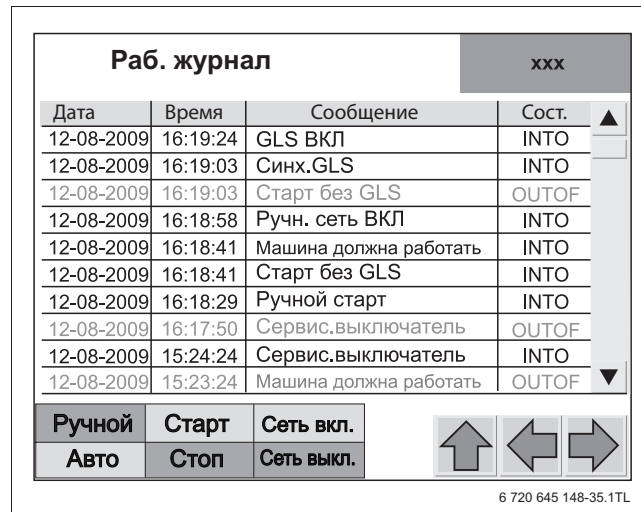 Раб. журнал xxx
Дата Время Сообщение Сост.
12-08-2009 16:19:24 GLS ВКЛ INTO
12-08-2009 16:19:03 Синх.GLS INTO
12-08-2009 16:19:03 Старт без GLS OUTOF
12-08-2009 16:18:58 Ручн. сеть ВКЛ INTO
12-08-2009 16:18:41 Машина должна работать INTO
12-08-2009 16:18:41 Старт без GLS INTO
12-08-2009 16:18:29 Ручной старт INTO
12-08-2009 16:17:50 Сервис.выключатель OUTOF
12-08-2009 15:24:24 Сервис.выключатель INTO
12-08-2009 15:23:24 Машина должна работать OUTOF
Ручной Старт Сеть вкл.
Авто Стоп Сеть выкл.
6 720 645 148-35.1TL